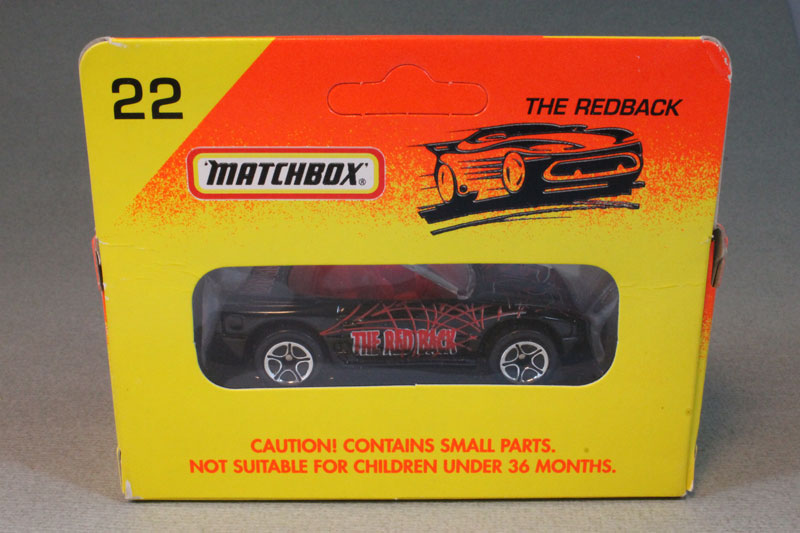 22
THE REDBACK
MATCHBOX®
THE RED BACK
CAUTION! CONTAINS SMALL PARTS.
NOT SUITABLE FOR CHILDREN UNDER 36 MONTHS.